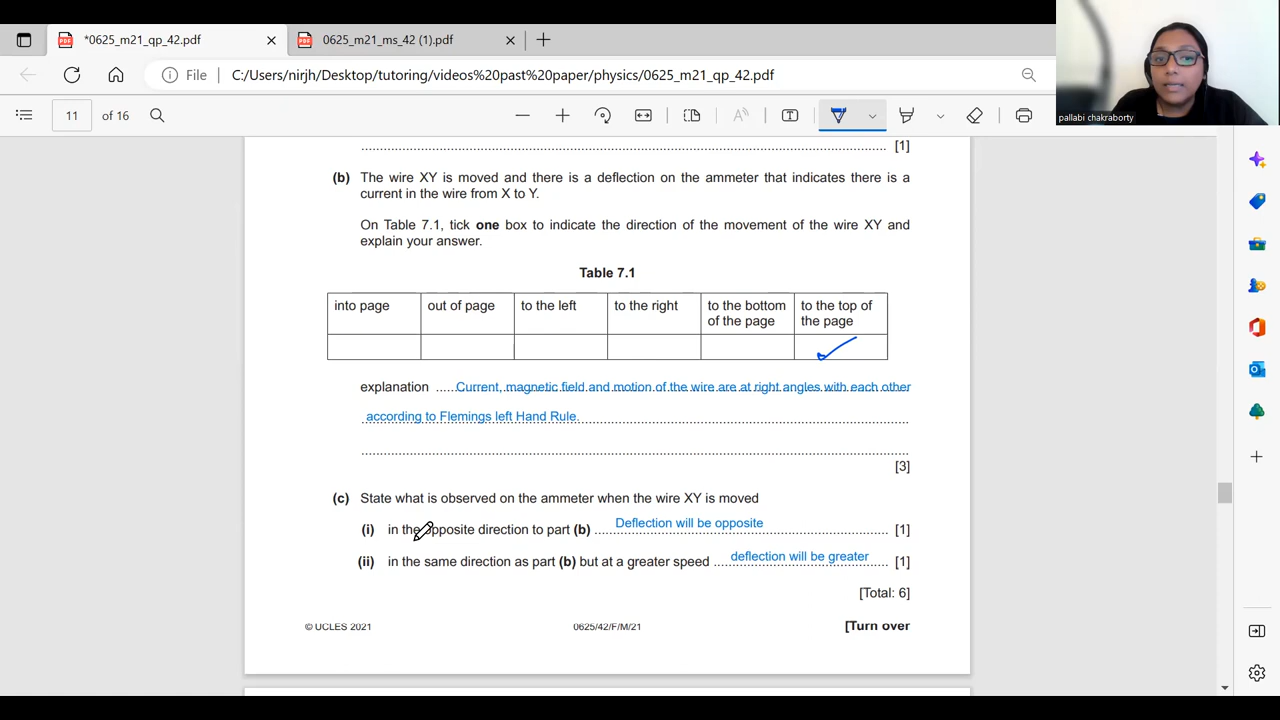 *0625_m21_qp_42.pdf
0625_m21_ms_42 (1).pdf
File
C:/Users/nirjh/Desktop/tutoring/videos%20past%20paper/physics/0625_m21_qp_42.pdf
pallabi chakraborty
11 of 16
[1]
(b) The wire XY is moved and there is a deflection on the ammeter that indicates there is a
current in the wire from X to Y.
On Table 7.1, tick one box to indicate the direction of the movement of the wire XY and
explain your answer.
Table 7.1
into page out of page to the left to the right to the bottom of the page to the top of the page
explanation ..... Current, magnetic field and motion of the wire are at right angles with each other
according to Flemings left Hand Rule.
[3]
(c) State what is observed on the ammeter when the wire XY is moved
(i) in the opposite direction to part (b) Deflection will be opposite [1]
(ii) in the same direction as part (b) but at a greater speed deflection will be greater [1]
[Total: 6]
© UCLES 2021 0625/42/F/M/21 [Turn over